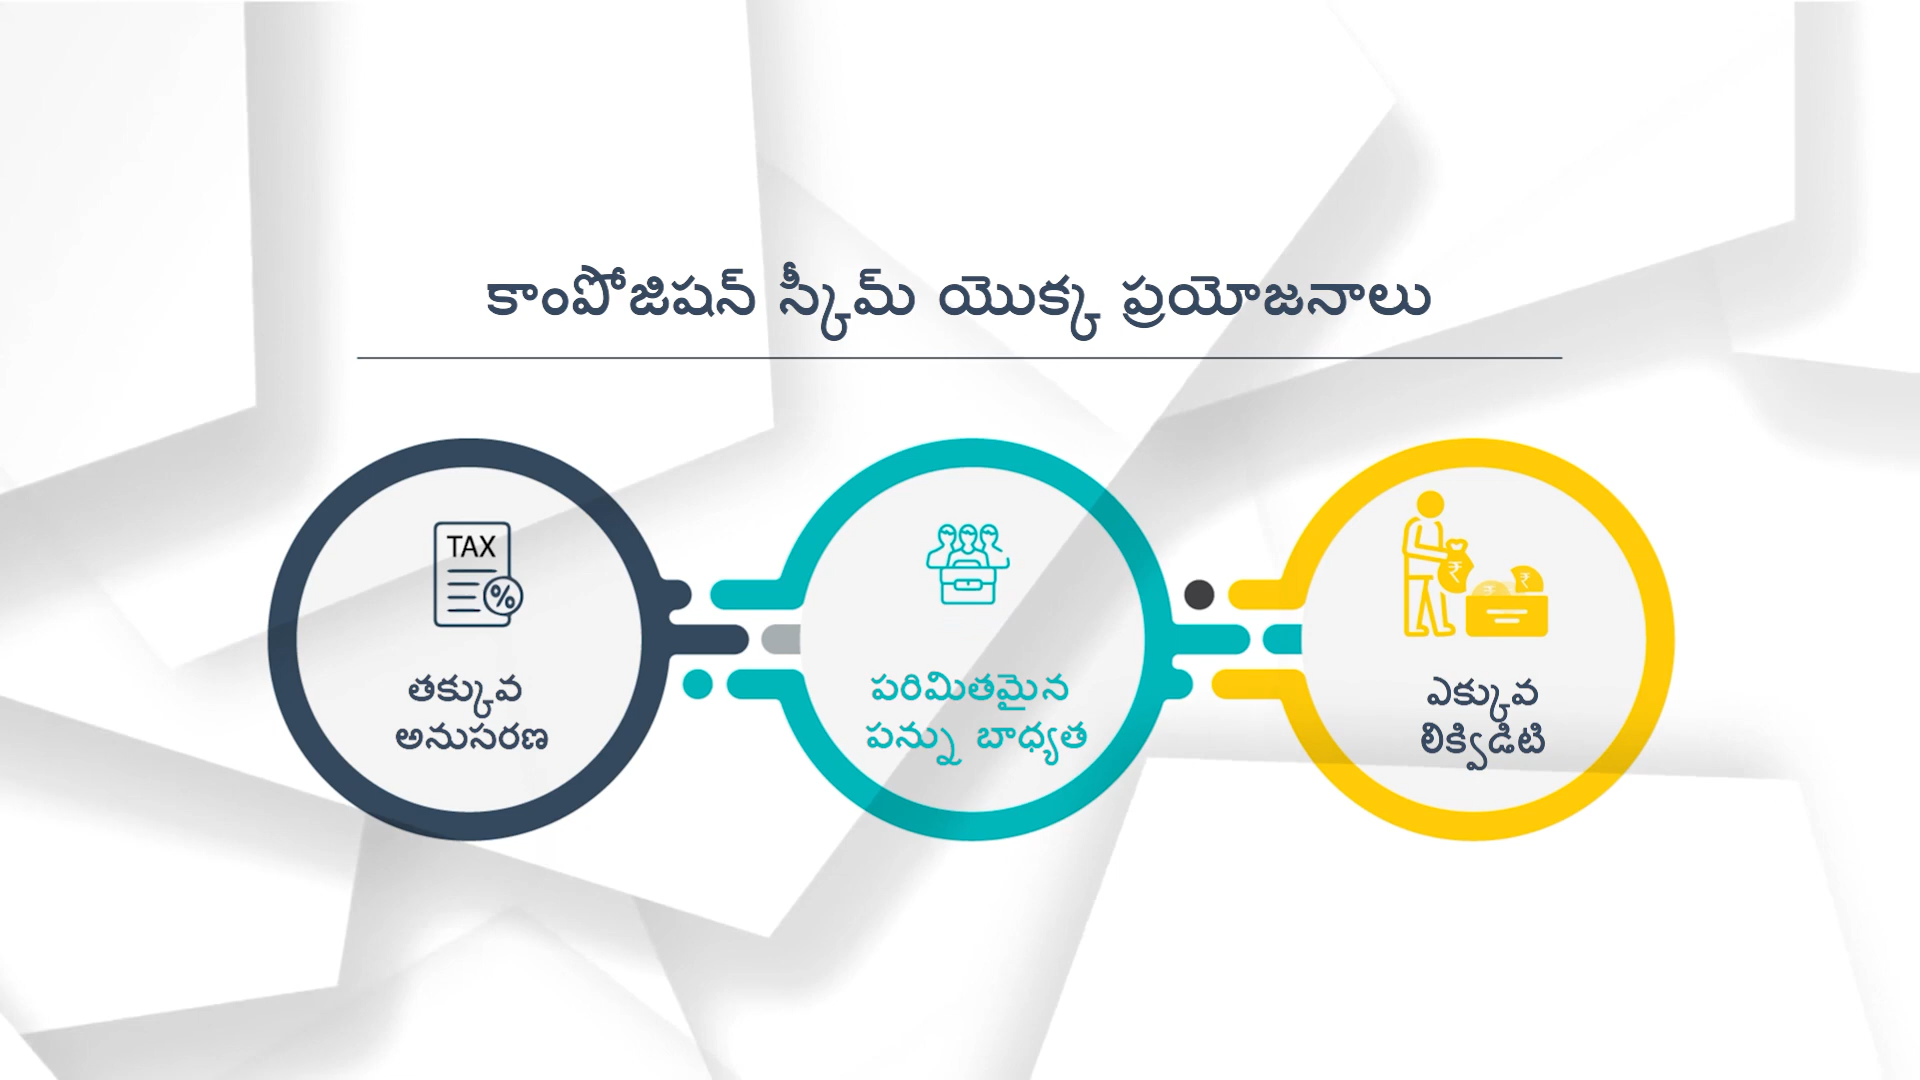 కాంపోజిషన్ స్కీమ్ యొక్క ప్రయోజనాలు
TAX
%
తక్కువ
అనుసరణ
పరిమితమైన
పన్ను బాధ్యత
₹
₹
₹
ఎక్కువ
లిక్విడిటి